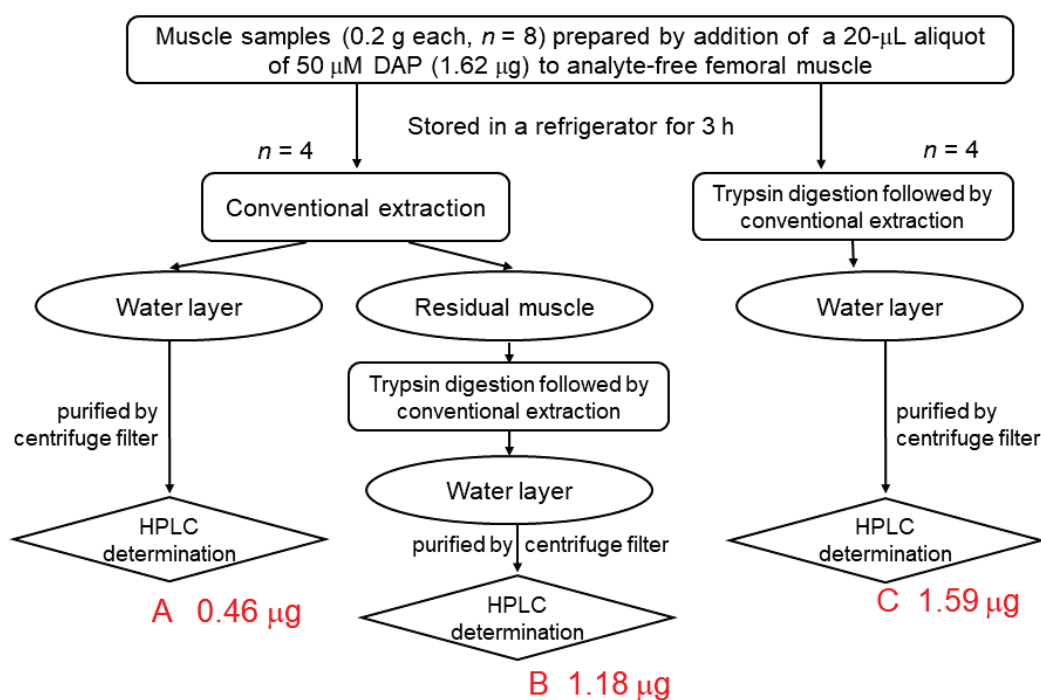 Muscle samples (0.2 g each, n = 8) prepared by addition of a 20-μL aliquot
of 50 μM DAP (1.62 μg) to analyte-free femoral muscle
Stored in a refrigerator for 3 h
n = 4
n = 4
Conventional extraction
Trypsin digestion followed by
conventional extraction
Water layer
Residual muscle
Water layer
Trypsin digestion followed by
conventional extraction
purified by
centrifuge filter
purified by
centrifuge filter
Water layer
HPLC
determination
purified by centrifuge filter
HPLC
determination
A 0.46 μg
HPLC
determination
C 1.59 μg
B 1.18 μg